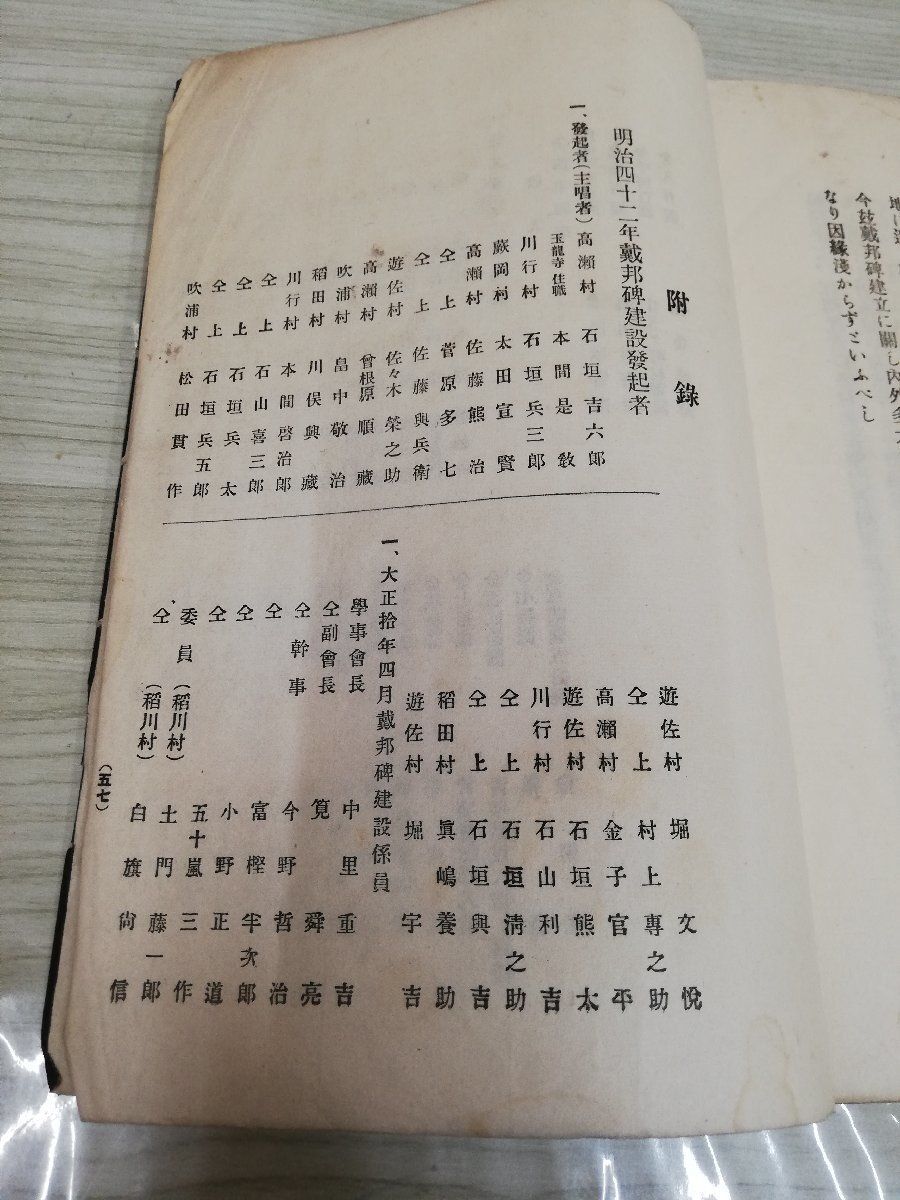 今玆戴邦碑建立に關し內外多
なり因緣淺からずといふべし
附錄
明治四十二年戴邦碑建設發起者
一、發起者(主唱者)
高瀨村 石垣吉六郎
玉龍寺住職 本間是敎
川行村 石垣兵三郎
蕨岡村 太田宣賢
高瀨村 佐藤熊治
仝上 菅原多七
仝上 佐藤與兵衛
遊佐村 佐々木榮之助
高瀨村 曾根原順藏
吹浦村 畠中敬治
稻田村 川俣興藏
川行村 本間啓治郎
仝上 石山喜三郎
仝上 石垣兵太
仝上 石垣兵五郎
吹浦村 松田貫作
遊佐村 堀文悅
仝上 村上專之助
高瀨村 金子官平
遊佐村 石垣熊太
川行村 石山利吉
仝上 石垣淸之助
仝上 石垣與吉
稻田村 眞嶋養助
遊佐村 堀宇吉
一、大正拾年四月戴邦碑建設係員
學事會長 中里重吉
仝副會長 筧舜亮
仝幹事 今野哲治
仝 富樫半次郎
仝 小野正道
仝 五十嵐三作
委員(稻川村) 土門藤一郎
仝(稻川村) 白旗尙信
(五七)